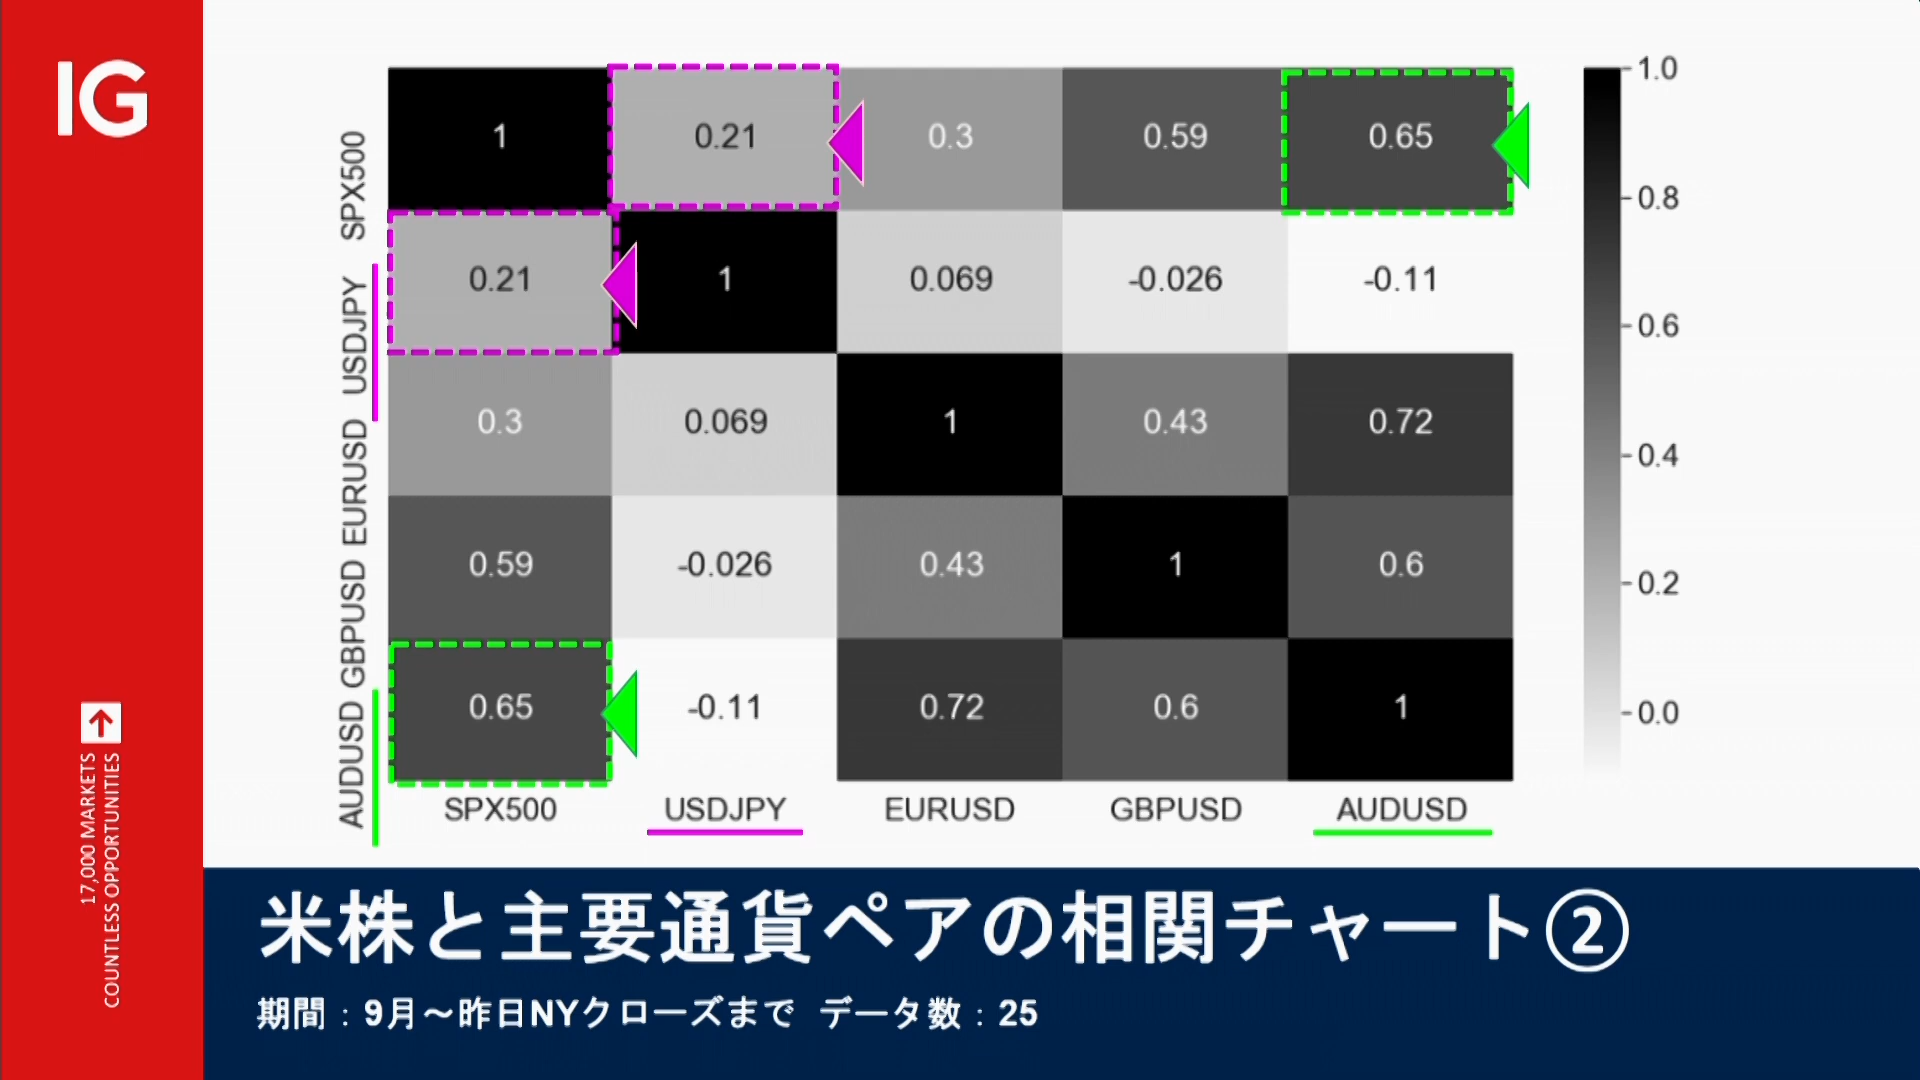 IG
17,000 MARKETS
COUNTLESS OPPORTUNITIES
SPX500
USDJPY
EURUSD
GBPUSD
AUDUSD
1 0.21 0.3 0.59 0.65
0.21 1 0.069 -0.026 -0.11
0.3 0.069 1 0.43 0.72
0.59 -0.026 0.43 1 0.6
0.65 -0.11 0.72 0.6 1
SPX500 USDJPY EURUSD GBPUSD AUDUSD
1.0
0.8
0.6
0.4
0.2
0.0
米株と主要通貨ペアの相関チャート②
期間：9月～昨日NYクローズまで データ数：25